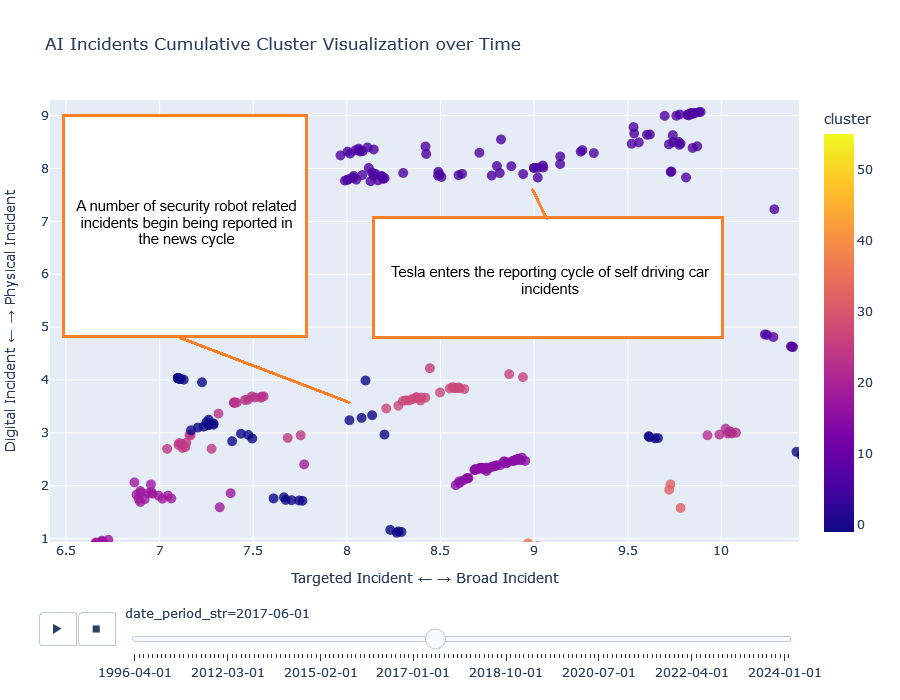 AI Incidents Cumulative Cluster Visualization over Time
cluster
9
8
7
6
5
4
3
2
1
Digital Incident ← → Physical Incident
A number of security robot related
incidents begin being reported in
the news cycle
Tesla enters the reporting cycle of self driving car
incidents
50
40
30
20
10
0
6.5 7 7.5 8 8.5 9 9.5 10
Targeted Incident ← → Broad Incident
date_period_str=2017-06-01
1996-04-01 2012-03-01 2015-02-01 2017-01-01 2018-10-01 2020-07-01 2022-04-01 2024-01-01